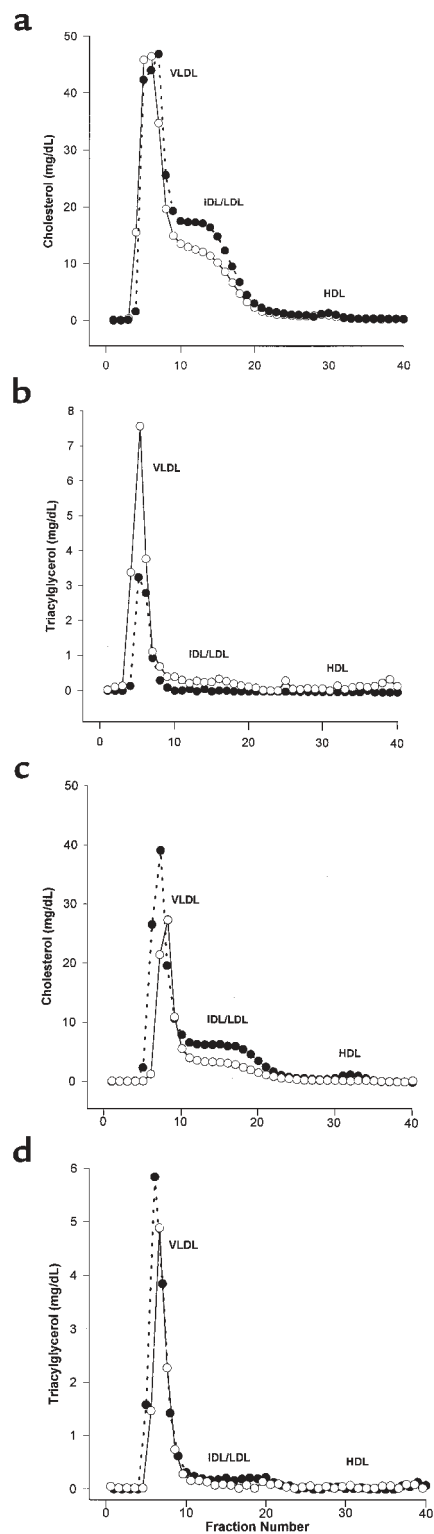 a
50
40
30
20
10
0
Cholesterol (mg/dL)
VLDL
IDL/LDL
HDL
0 10 20 30 40
b
8
7
6
5
4
3
2
1
0
Triacylglycerol (mg/dL)
VLDL
IDL/LDL
HDL
0 10 20 30 40
c
50
40
30
20
10
0
Cholesterol (mg/dL)
VLDL
IDL/LDL
HDL
0 10 20 30 40
d
6
5
4
3
2
1
0
Triacylglycerol (mg/dL)
VLDL
IDL/LDL
HDL
0 10 20 30 40
Fraction Number